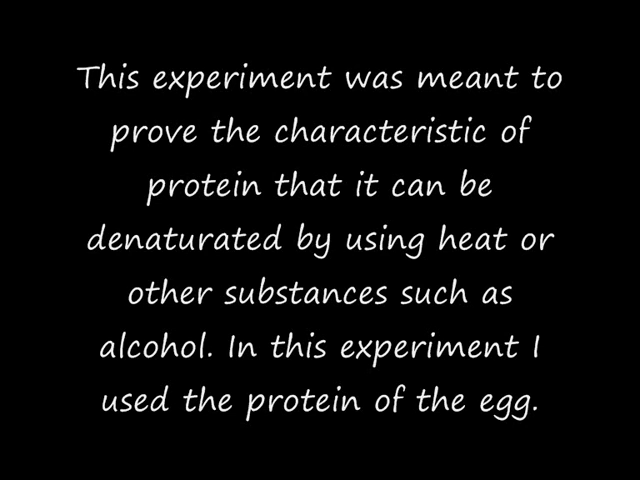 This experiment was meant to
prove the characteristic of
protein that it can be
denaturated by using heat or
other substances such as
alcohol. In this experiment I
used the protein of the egg.